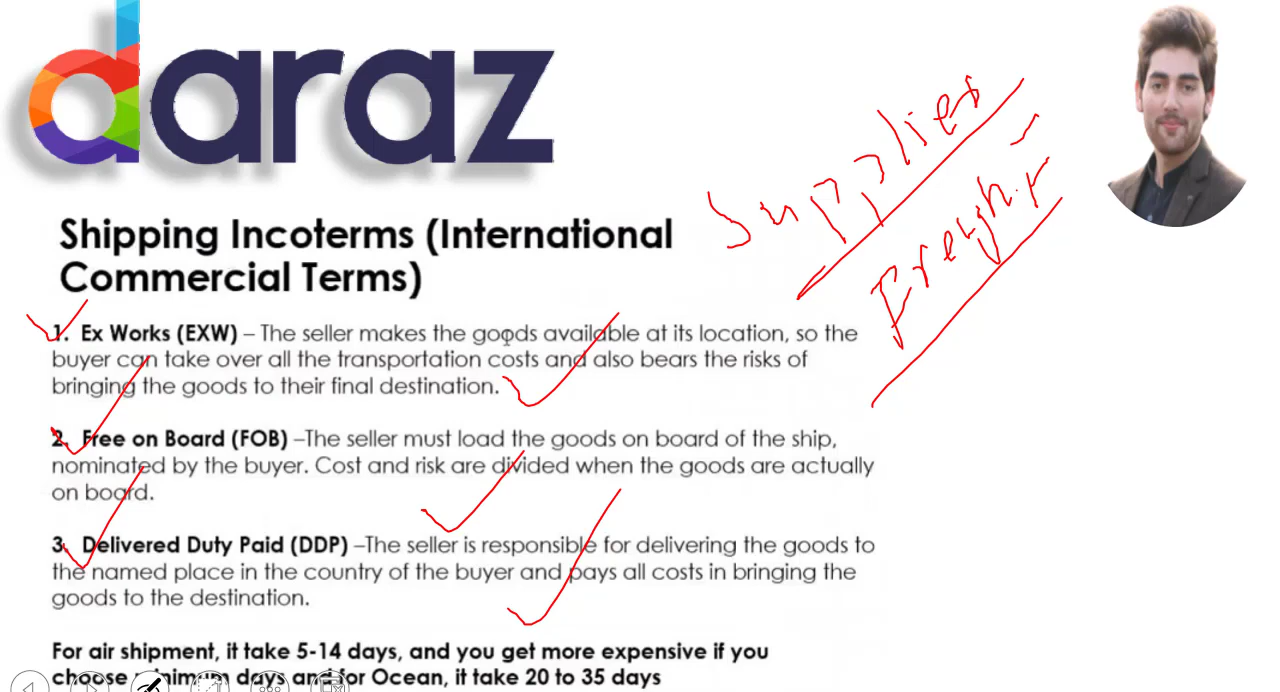 daraz
Supplier
Freight
Shipping Incoterms (International
Commercial Terms)
1. Ex Works (EXW) – The seller makes the goods available at its location, so the
buyer can take over all the transportation costs and also bears the risks of
bringing the goods to their final destination.
2. Free on Board (FOB) –The seller must load the goods on board of the ship,
nominated by the buyer. Cost and risk are divided when the goods are actually
on board.
3. Delivered Duty Paid (DDP) –The seller is responsible for delivering the goods to
the named place in the country of the buyer and pays all costs in bringing the
goods to the destination.
For air shipment, it take 5-14 days, and you get more expensive if you
choose minimum days and for Ocean, it take 20 to 35 days